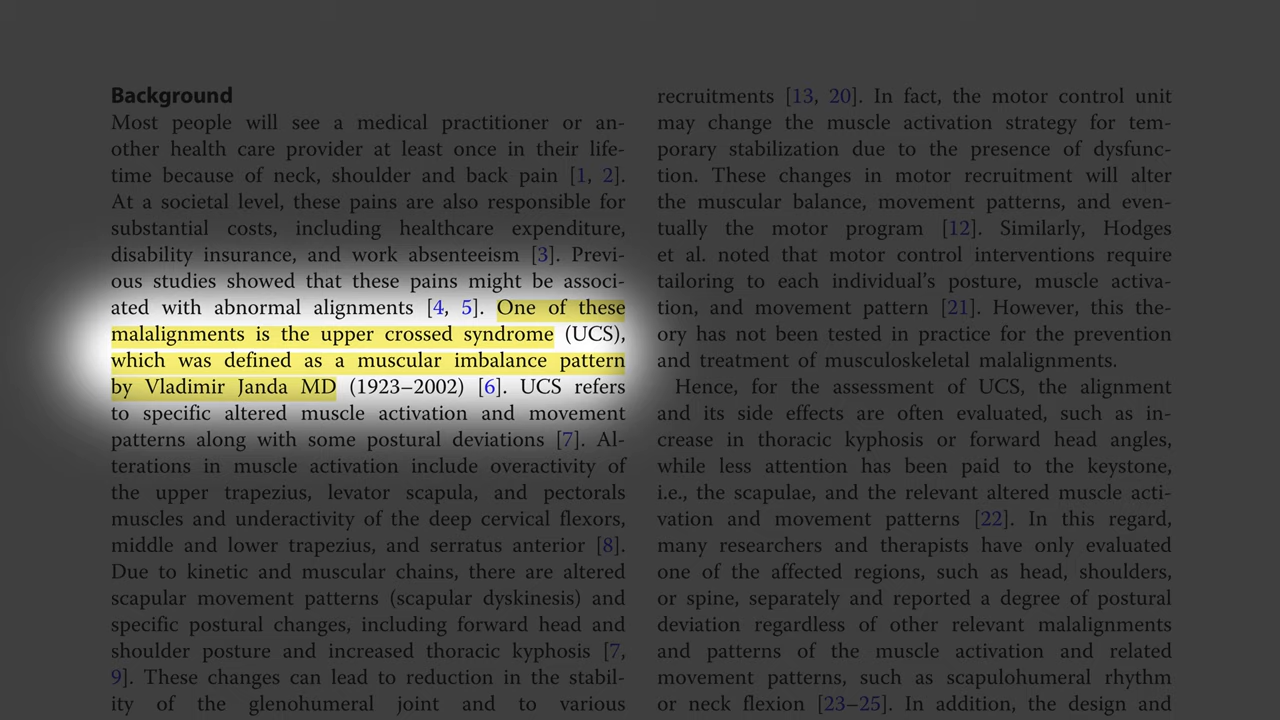 Background
Most people will see a medical practitioner or an-
other health care provider at least once in their life-
time because of neck, shoulder and back pain [1, 2].
At a societal level, these pains are also responsible for
substantial costs, including healthcare expenditure,
disability insurance, and work absenteeism [3]. Previ-
ous studies showed that these pains might be associ-
ated with abnormal alignments [4, 5]. One of these
malalignments is the upper crossed syndrome (UCS),
which was defined as a muscular imbalance pattern
by Vladimir Janda MD (1923–2002) [6]. UCS refers
to specific altered muscle activation and movement
patterns along with some postural deviations [7]. Al-
terations in muscle activation include overactivity of
the upper trapezius, levator scapula, and pectorals
muscles and underactivity of the deep cervical flexors,
middle and lower trapezius, and serratus anterior [8].
Due to kinetic and muscular chains, there are altered
scapular movement patterns (scapular dyskinesis) and
specific postural changes, including forward head and
shoulder posture and increased thoracic kyphosis [7,
9]. These changes can lead to reduction in the stabil-
ity of the glenohumeral joint and to various
recruitments [13, 20]. In fact, the motor control unit
may change the muscle activation strategy for tem-
porary stabilization due to the presence of dysfunc-
tion. These changes in motor recruitment will alter
the muscular balance, movement patterns, and even-
tually the motor program [12]. Similarly, Hodges
et al. noted that motor control interventions require
tailoring to each individual's posture, muscle activa-
tion, and movement pattern [21]. However, this the-
ory has not been tested in practice for the prevention
and treatment of musculoskeletal malalignments.
Hence, for the assessment of UCS, the alignment
and its side effects are often evaluated, such as in-
crease in thoracic kyphosis or forward head angles,
while less attention has been paid to the keystone,
i.e., the scapulae, and the relevant altered muscle acti-
vation and movement patterns [22]. In this regard,
many researchers and therapists have only evaluated
one of the affected regions, such as head, shoulders,
or spine, separately and reported a degree of postural
deviation regardless of other relevant malalignments
and patterns of the muscle activation and related
movement patterns, such as scapulohumeral rhythm
or neck flexion [23–25]. In addition, the design and